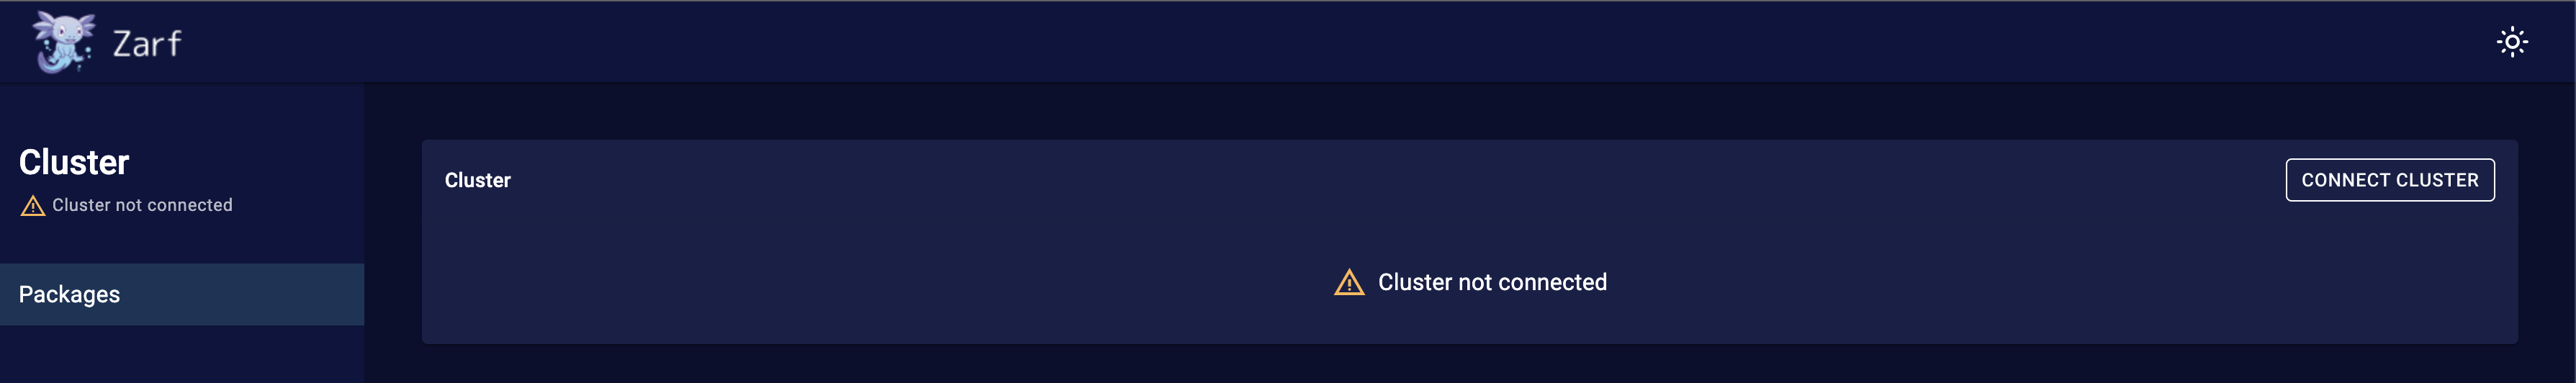 Zarf
Cluster
Cluster not connected
Packages
Cluster
CONNECT CLUSTER
Cluster not connected